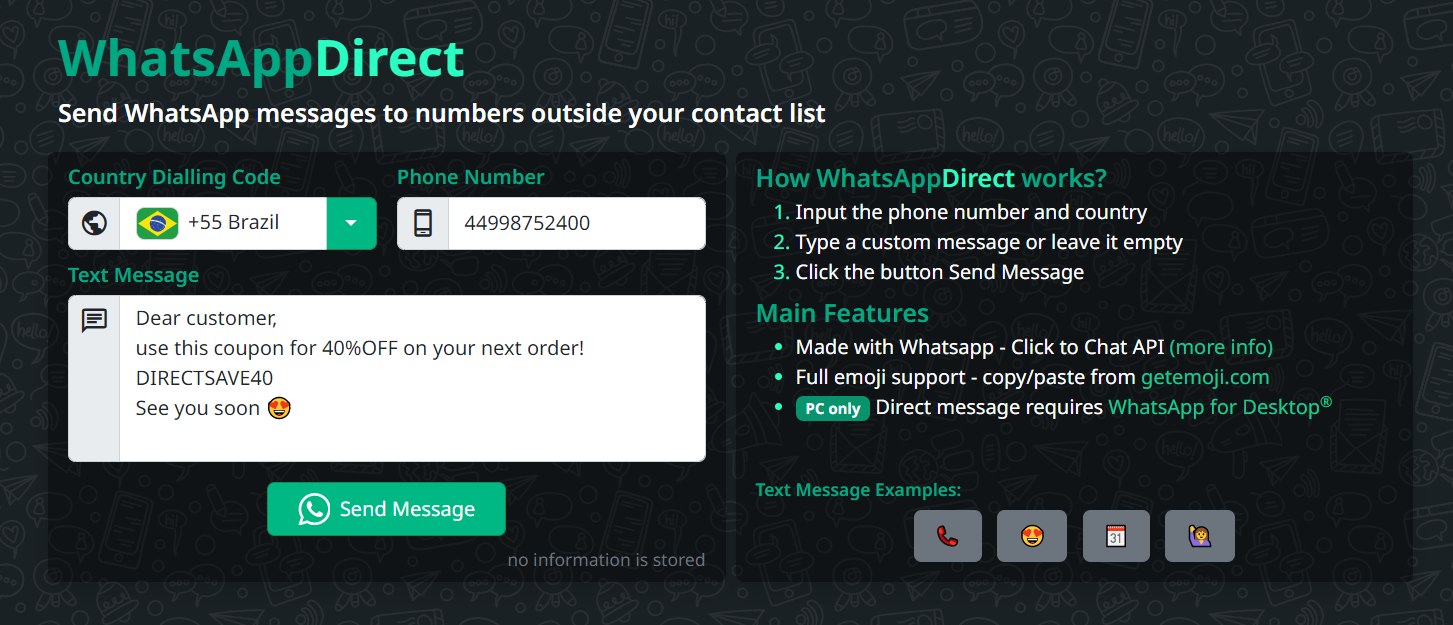 WhatsAppDirect
Send WhatsApp messages to numbers outside your contact list
Country Dialling Code
Phone Number
+55 Brazil
44998752400
Text Message
Dear customer,
use this coupon for 40%OFF on your next order!
DIRECTSAVE40
See you soon 😍
Send Message
no information is stored
How WhatsAppDirect works?
1. Input the phone number and country
2. Type a custom message or leave it empty
3. Click the button Send Message
Main Features
• Made with Whatsapp - Click to Chat API (more info)
• Full emoji support - copy/paste from getemoji.com
• PC only Direct message requires WhatsApp for Desktop®
Text Message Examples:
31